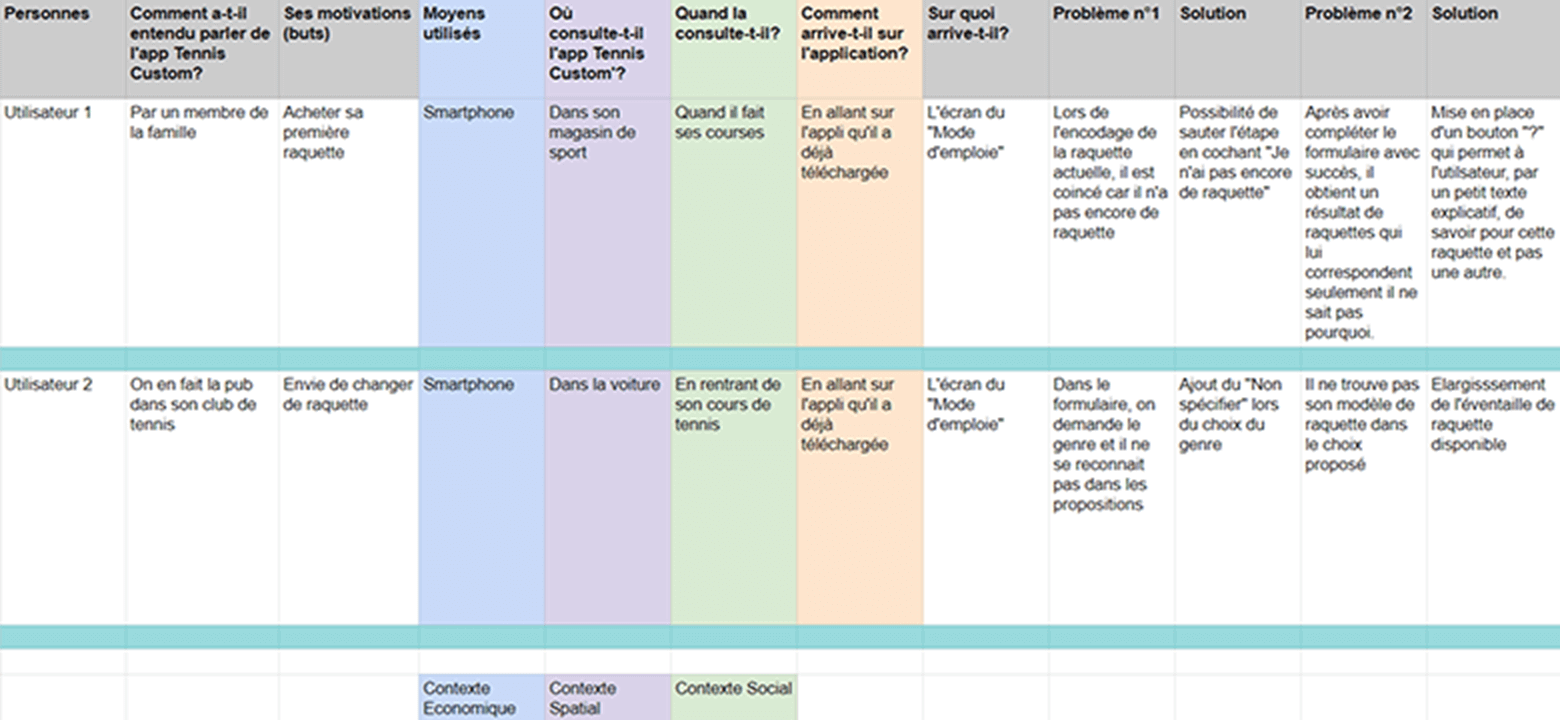 Personnes
Comment a-t-il
entendu parler de
l'app Tennis
Custom?
Ses motivations
(buts)
Moyens
utilisés
Où
consulte-t-il
l'app Tennis
Custom'?
Quand la
consulte-t-il?
Comment
arrive-t-il sur
l'application?
Sur quoi
arrive-t-il?
Problème n°1
Solution
Problème n°2
Solution
Utilisateur 1
Par un membre de
la famille
Acheter sa
première
raquette
Smartphone
Dans son
magasin de
sport
Quand il fait
ses courses
En allant sur
l'appli qu'il a
déjà
téléchargée
L'écran du
"Mode
d'emploie"
Lors de
l'encodage de
la raquette
actuelle, il est
coincé car il n'a
pas encore de
raquette
Possibilité de
sauter l'étape
en cochant "Je
n'ai pas encore
de raquette"
Après avoir
compléter le
formulaire avec
succès, il
obtient un
résultat de
raquettes qui
lui
correspondent
seulement il ne
sait pas
pourquoi.
Mise en place
d'un bouton "?"
qui permet à
l'utilsateur, par
un petit texte
explicatif, de
savoir pour cette
raquette et pas
une autre.
Utilisateur 2
On en fait la pub
dans son club de
tennis
Envie de changer
de raquette
Smartphone
Dans la voiture
En rentrant de
son cours de
tennis
En allant sur
l'appli qu'il a
déjà
téléchargée
L'écran du
"Mode
d'emploie"
Dans le
formulaire, on
demande le
genre et il ne
se reconnait
pas dans les
propositions
Ajout du "Non
spécifier" lors
du choix du
genre
Il ne trouve pas
son modèle de
raquette dans
le choix
proposé
Elargisssement
de l'éventaille de
raquette
disponible
Contexte
Economique
Contexte
Spatial
Contexte Social